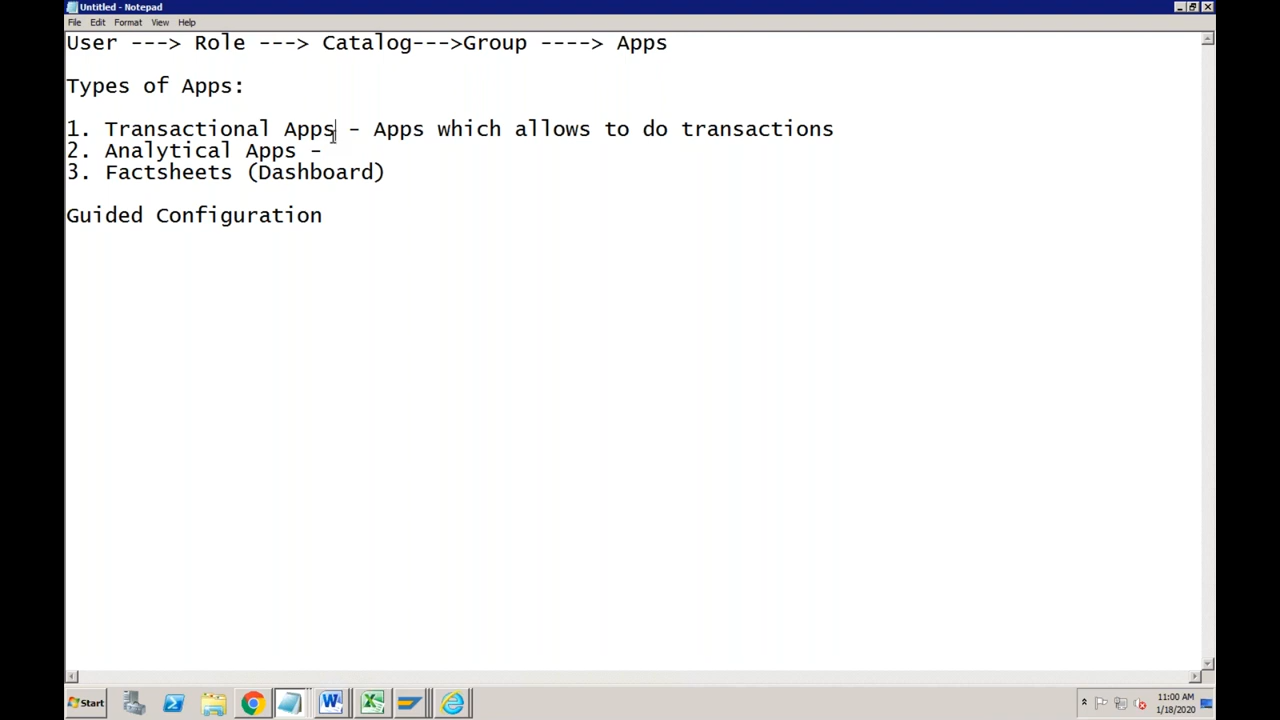 Untitled - Notepad
File Edit Format View Help
User ---> Role ---> Catalog--->Group ----> Apps
Types of Apps:
1. Transactional Apps - Apps which allows to do transactions
2. Analytical Apps -
3. Factsheets (Dashboard)
Guided Configuration
Start
11:00 AM
1/18/2020